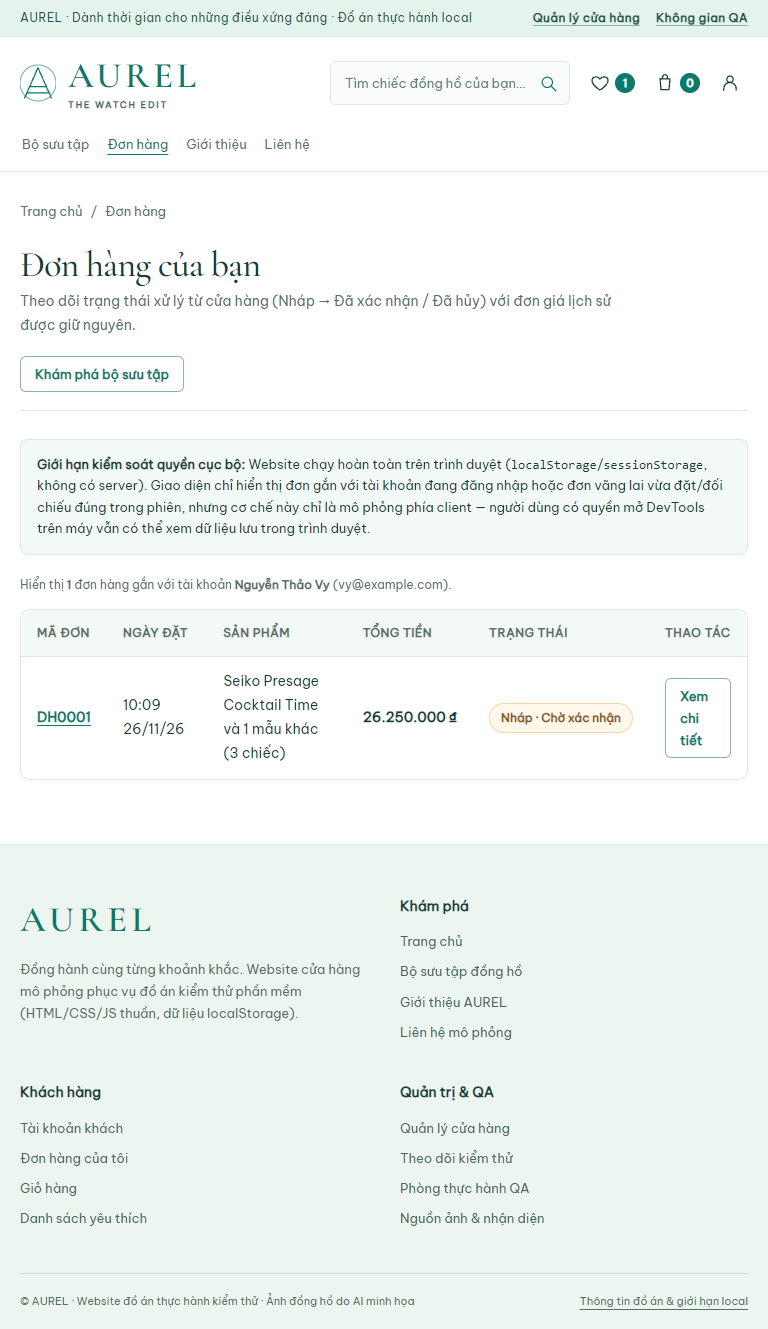 AUREL · Dành thời gian cho những điều xứng đáng · Đồ án thực hành local
Quản lý cửa hàng
Không gian QA
AUREL
THE WATCH EDIT
Tìm chiếc đồng hồ của bạn...
1
0
Bộ sưu tập
Đơn hàng
Giới thiệu
Liên hệ
Trang chủ / Đơn hàng
Đơn hàng của bạn
Theo dõi trạng thái xử lý từ cửa hàng (Nháp → Đã xác nhận / Đã hủy) với đơn giá lịch sử
được giữ nguyên.
Khám phá bộ sưu tập
Giới hạn kiểm soát quyền cục bộ: Website chạy hoàn toàn trên trình duyệt (localStorage/sessionStorage,
không có server). Giao diện chỉ hiển thị đơn gắn với tài khoản đang đăng nhập hoặc đơn vãng lai vừa đặt/đối
chiếu đúng trong phiên, nhưng cơ chế này chỉ là mô phỏng phía client — người dùng có quyền mở DevTools
trên máy vẫn có thể xem dữ liệu lưu trong trình duyệt.
Hiển thị 1 đơn hàng gắn với tài khoản Nguyễn Thảo Vy (vy@example.com).
MÃ ĐƠN
NGÀY ĐẶT
SẢN PHẨM
TỔNG TIỀN
TRẠNG THÁI
THAO TÁC
DH0001
10:09
26/11/26
Seiko Presage
Cocktail Time
và 1 mẫu khác
(3 chiếc)
26.250.000 ₫
Nháp · Chờ xác nhận
Xem
chi
tiết
AUREL
Đồng hành cùng từng khoảnh khắc. Website cửa hàng
mô phỏng phục vụ đồ án kiểm thử phần mềm
(HTML/CSS/JS thuần, dữ liệu localStorage).
Khám phá
Trang chủ
Bộ sưu tập đồng hồ
Giới thiệu AUREL
Liên hệ mô phỏng
Khách hàng
Tài khoản khách
Đơn hàng của tôi
Giỏ hàng
Danh sách yêu thích
Quản trị & QA
Quản lý cửa hàng
Theo dõi kiểm thử
Phòng thực hành QA
Nguồn ảnh & nhận diện
© AUREL · Website đồ án thực hành kiểm thử · Ảnh đồng hồ do AI minh họa
Thông tin đồ án & giới hạn local